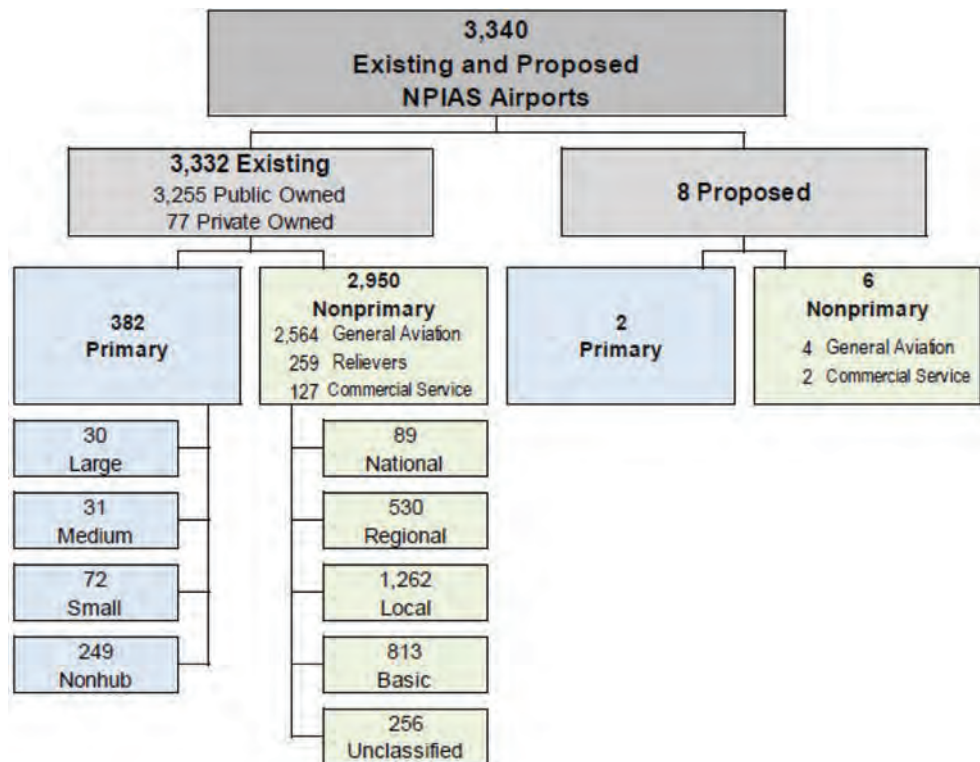 3,340
Existing and Proposed
NPIAS Airports
3,332 Existing
3,255 Public Owned
77 Private Owned
8 Proposed
382
Primary
2,950
Nonprimary
2,564 General Aviation
259 Relievers
127 Commercial Service
2
Primary
6
Nonprimary
4 General Aviation
2 Commercial Service
30
Large
31
Medium
72
Small
249
Nonhub
89
National
530
Regional
1,262
Local
813
Basic
256
Unclassified